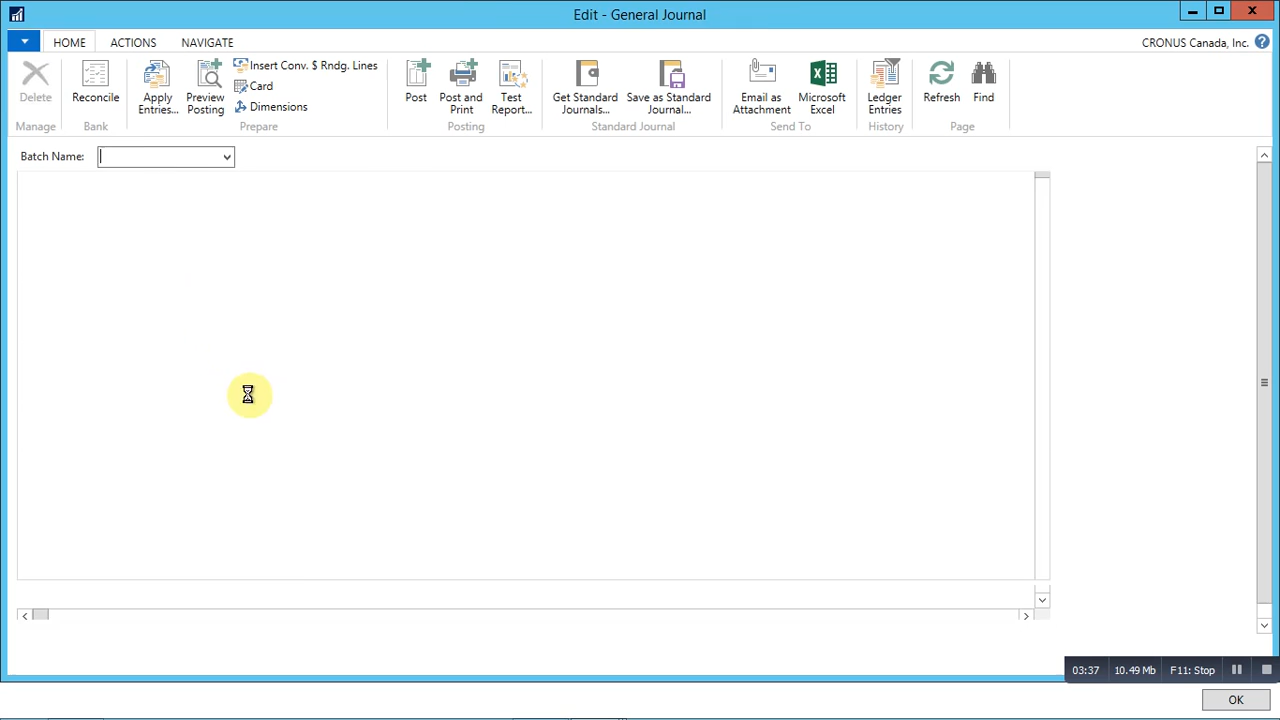 Edit - General Journal
HOME ACTIONS NAVIGATE CRONUS Canada, Inc. ?
Delete
Reconcile
Apply
Entries...
Preview
Posting
Insert Conv. $ Rndg. Lines
Card
Dimensions
Post
Post and
Print
Test
Report...
Get Standard
Journals...
Save as Standard
Journal...
Email as
Attachment
Microsoft
Excel
Ledger
Entries
Refresh
Find
Manage Bank Prepare Posting Standard Journal Send To History Page
Batch Name:
03:37 10.49 Mb F11: Stop
OK